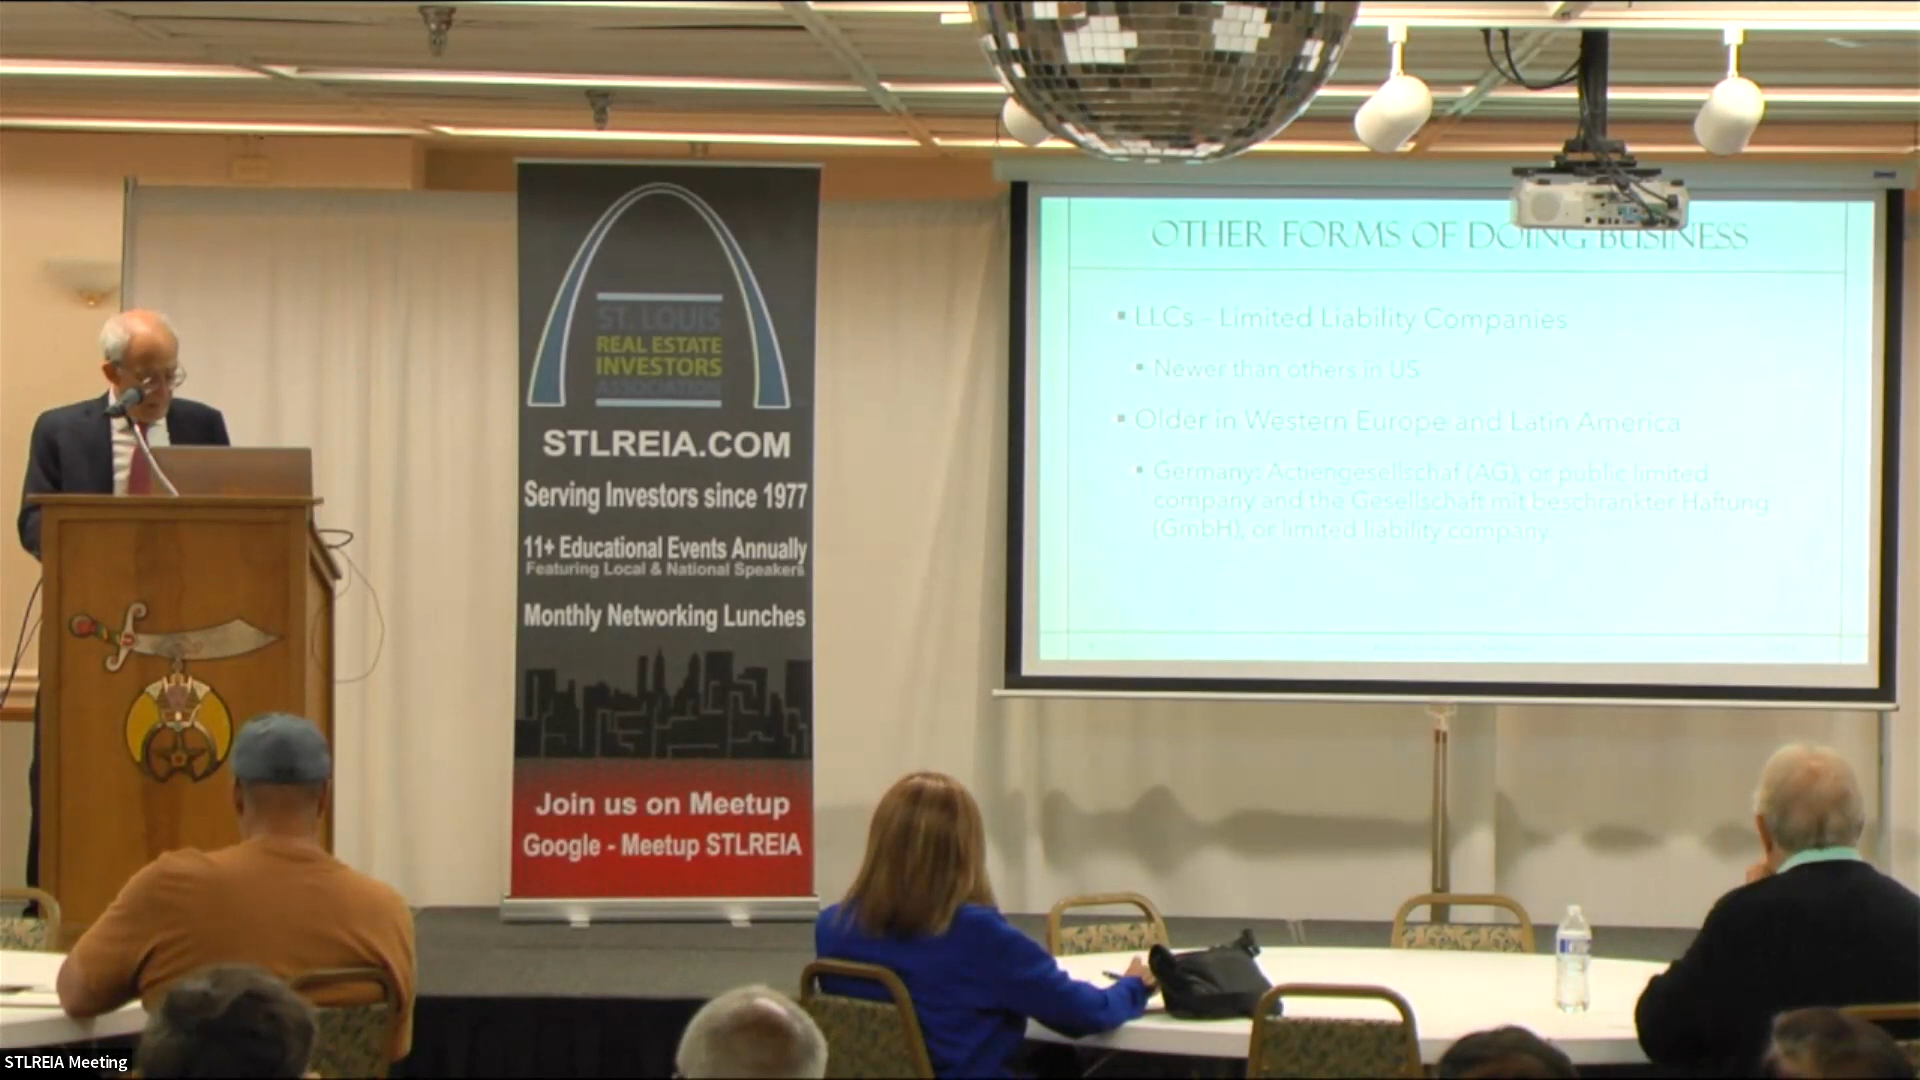 ST. LOUIS
REAL ESTATE
INVESTORS
ASSOCIATION
STLREIA.COM
Serving Investors since 1977
11+ Educational Events Annually
Featuring Local & National Speakers
Monthly Networking Lunches
Join us on Meetup
Google - Meetup STLREIA
OTHER FORMS OF DOING BUSINESS
▪ LLCs – Limited Liability Companies
▪ Newer than others in US
▪ Older in Western Europe and Latin America
▪ Germany: Actiengesellschaf (AG), or public limited
company and the Gesellschaft mit beschrankter Haftung
(GmbH), or limited liability company
STLREIA Meeting